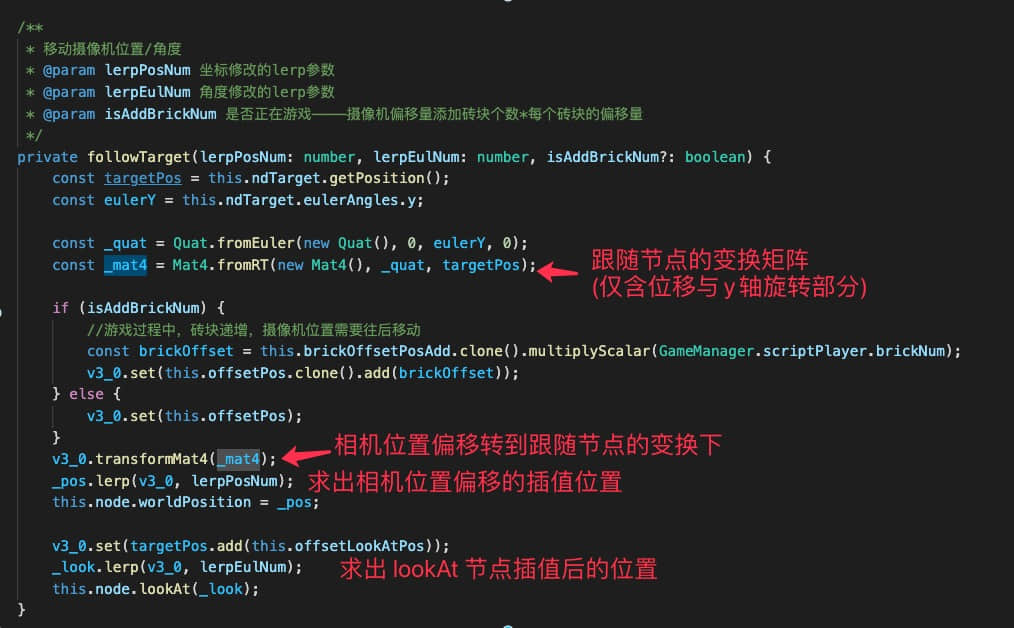 /**
* 移动摄像机位置/角度
* @param lerpPosNum 坐标修改的lerp参数
* @param lerpEulNum 角度修改的lerp参数
* @param isAddBrickNum 是否正在游戏————摄像机偏移量添加砖块个数*每个砖块的偏移量
*/
private followTarget(lerpPosNum: number, lerpEulNum: number, isAddBrickNum?: boolean) {
const targetPos = this.ndTarget.getPosition();
const eulerY = this.ndTarget.eulerAngles.y;
const _quat = Quat.fromEuler(new Quat(), 0, eulerY, 0);
const _mat4 = Mat4.fromRT(new Mat4(), _quat, targetPos);
跟随节点的变换矩阵
(仅含位移与 y 轴旋转部分)
if (isAddBrickNum) {
//游戏过程中，砖块递增，摄像机位置需要往后移动
const brickOffset = this.brickOffsetPosAdd.clone().multiplyScalar(GameManager.scriptPlayer.brickNum);
v3_0.set(this.offsetPos.clone().add(brickOffset));
} else {
v3_0.set(this.offsetPos);
}
v3_0.transformMat4(_mat4);
相机位置偏移转到跟随节点的变换下
_pos.lerp(v3_0, lerpPosNum);
求出相机位置偏移的插值位置
this.node.worldPosition = _pos;
v3_0.set(targetPos.add(this.offsetLookAtPos));
_look.lerp(v3_0, lerpEulNum);
求出 lookAt 节点插值后的位置
this.node.lookAt(_look);
}